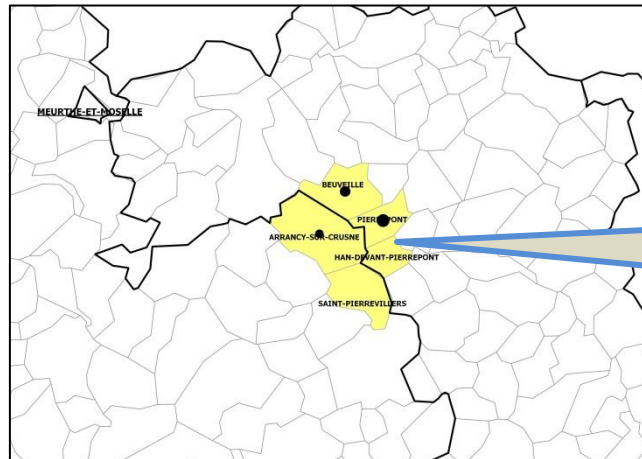 MEURTHE-ET-MOSELLE
BEUVEILLE
PIERREPONT
ARRANCY-SUR-CRUSNE
HAN-DEVANT-PIERREPONT
SAINT-PIERREVILLERS